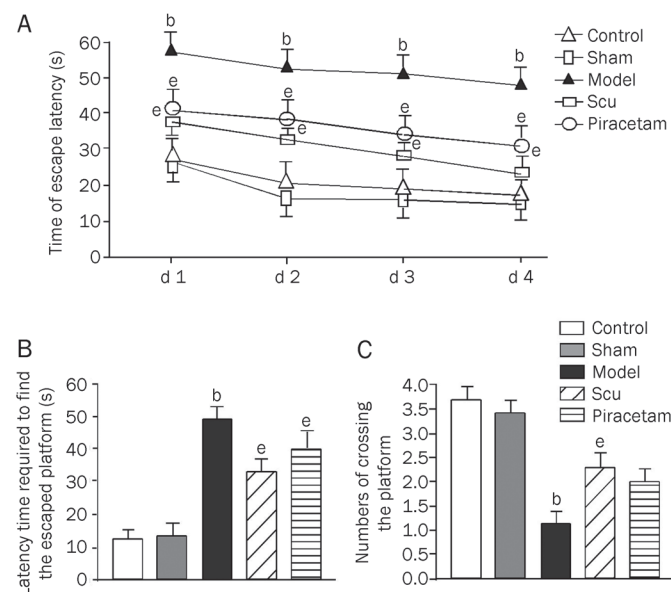 A
Time of escape latency (s)
60
50
40
30
20
10
0
b
b
b
b
e
e
e
e
e
e
e
e
d 1
d 2
d 3
d 4
Control
Sham
Model
Scu
Piracetam
B
Latency time required to find
the escaped platform (s)
60
50
40
30
20
10
0
b
e
e
C
Numbers of crossing
the platform
4.0
3.5
3.0
2.5
2.0
1.5
1.0
0.5
0.0
b
e
Control
Sham
Model
Scu
Piracetam